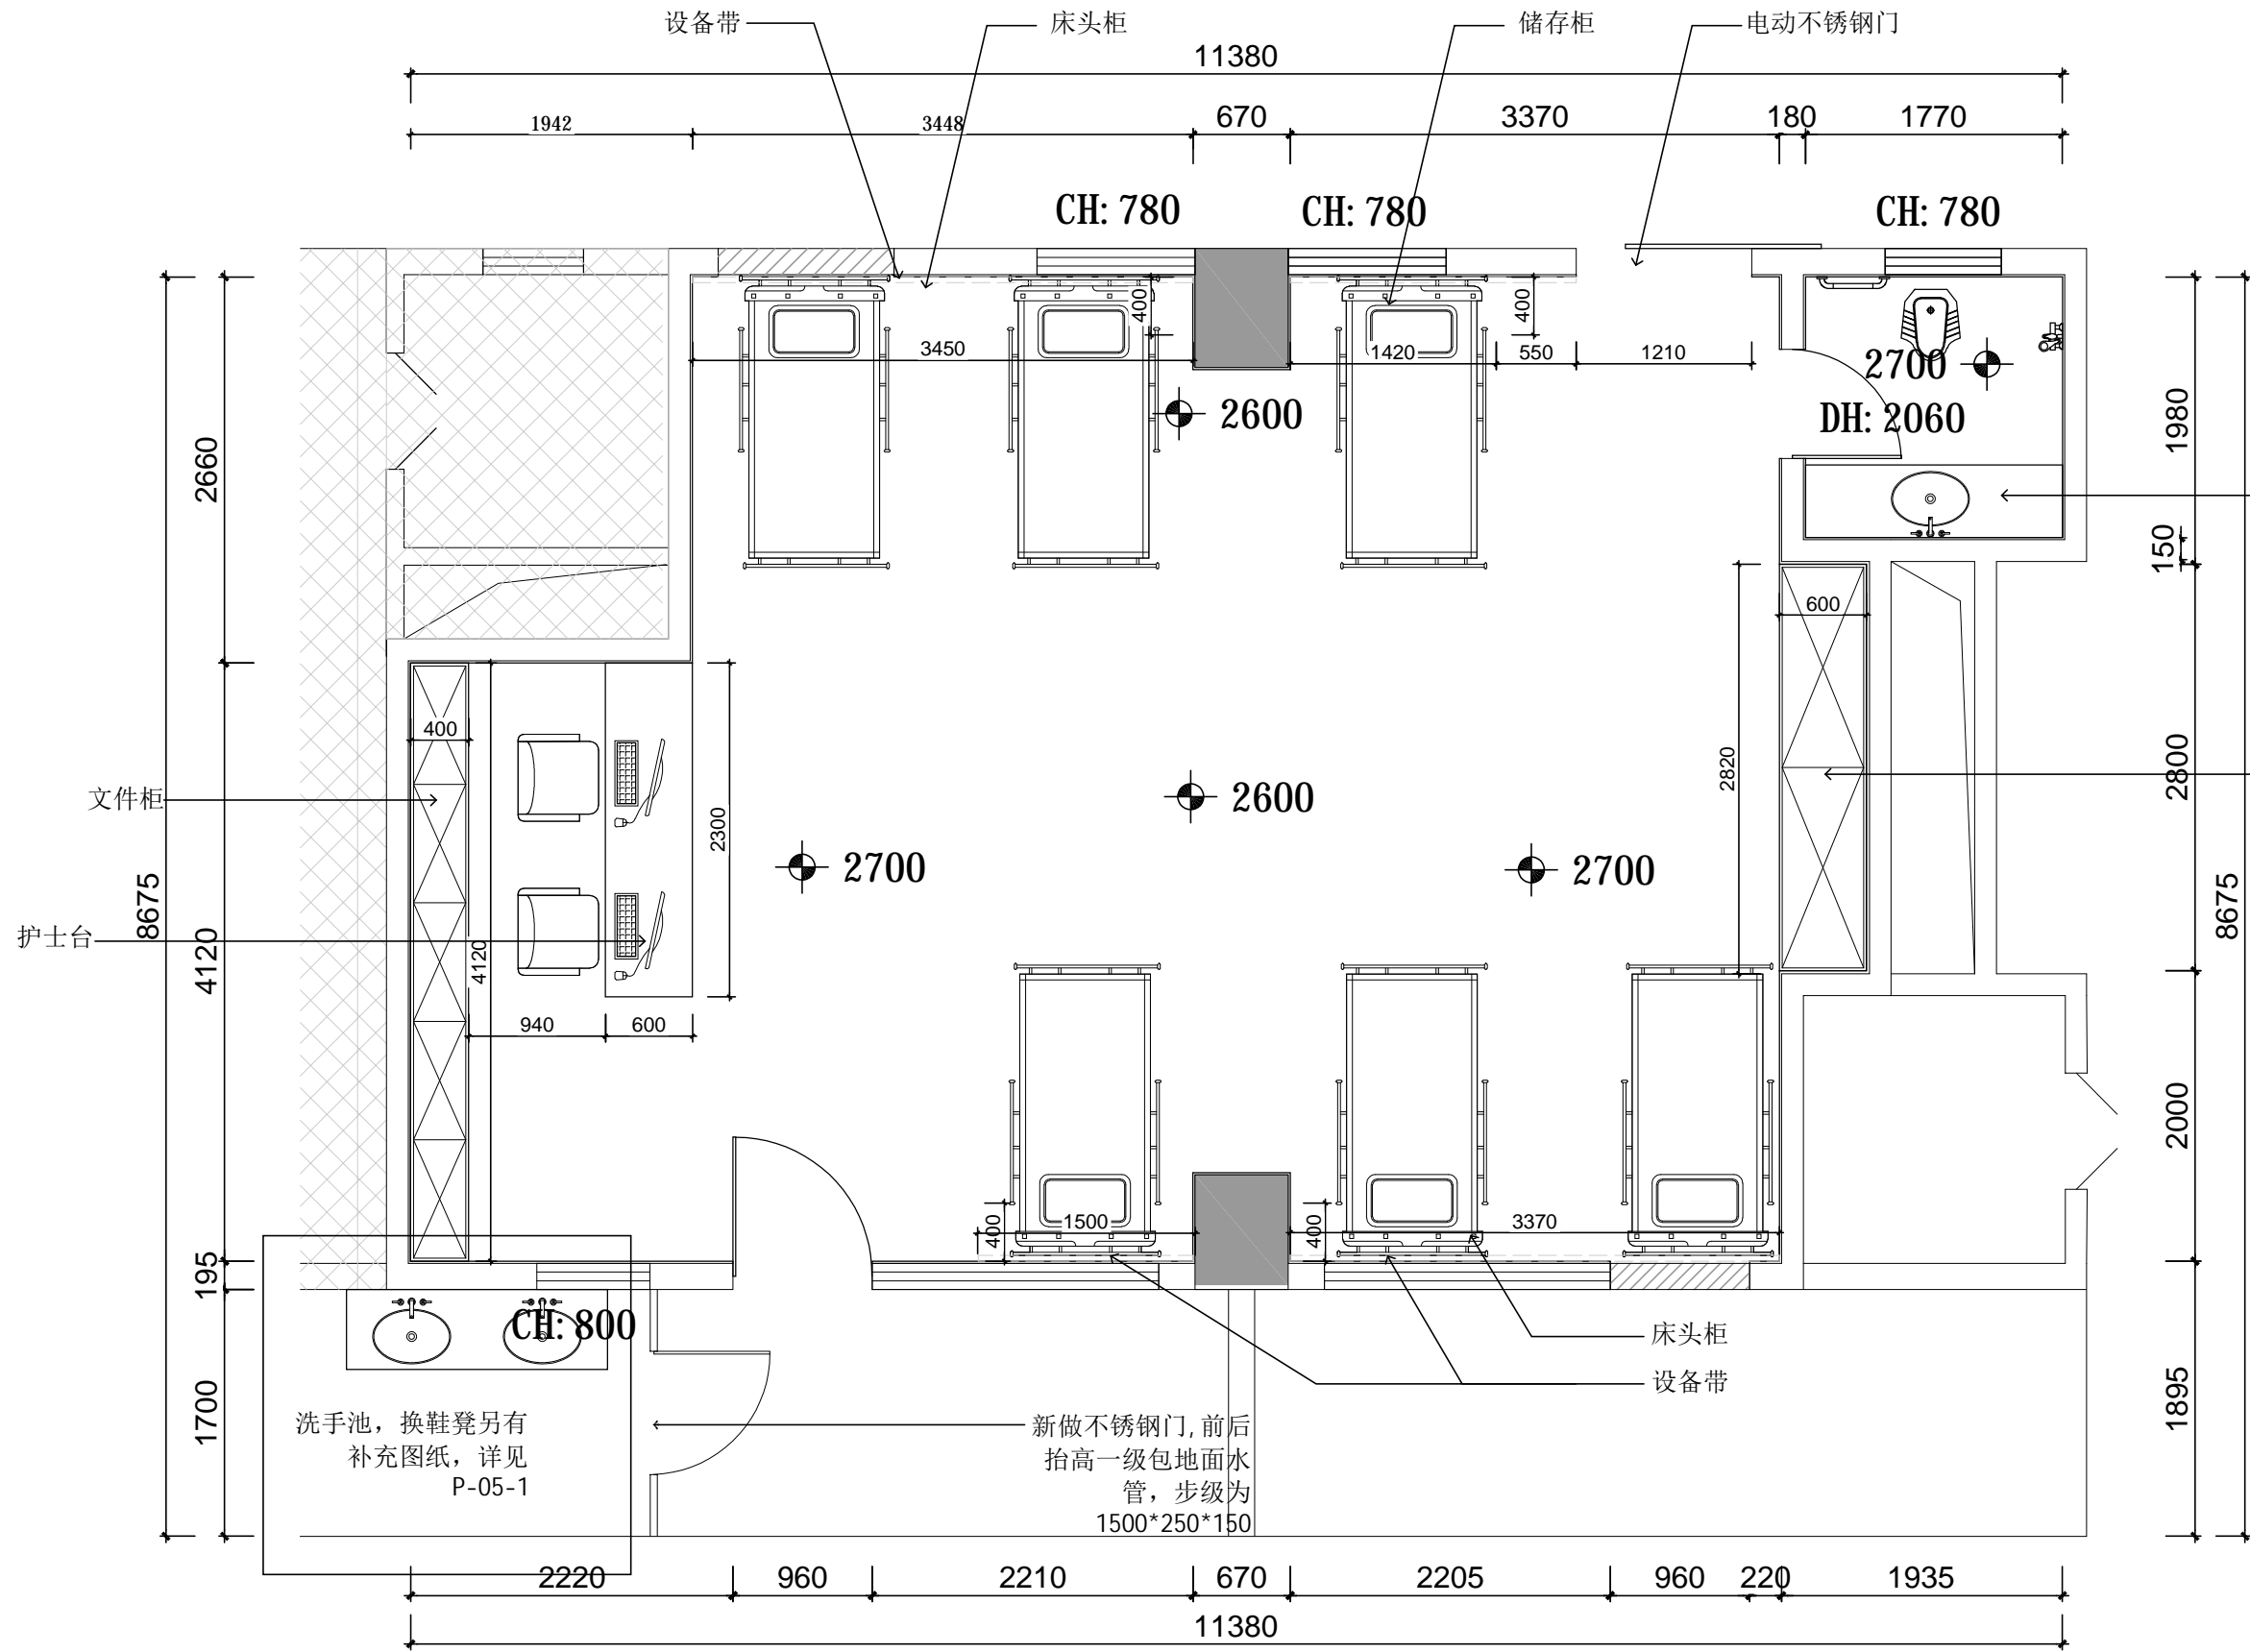 设备带
床头柜
储存柜
电动不锈钢门
11380
1942
3448
670
3370
180
1770
CH: 780
CH: 780
CH: 780
400
400
3450
1420
550
1210
2700
2600
DH: 2060
2660
1980
150
600
400
2820
2800
文件柜
2600
2300
2700
2700
8675
8675
护士台
4120
4120
940
600
2000
400
1500
400
3370
195
CH: 800
床头柜
设备带
1700
1895
洗手池，换鞋凳另有
补充图纸，详见
P-05-1
新做不锈钢门,前后
抬高一级包地面水
管，步级为
1500*250*150
2220
960
2210
670
2205
960
220
1935
11380